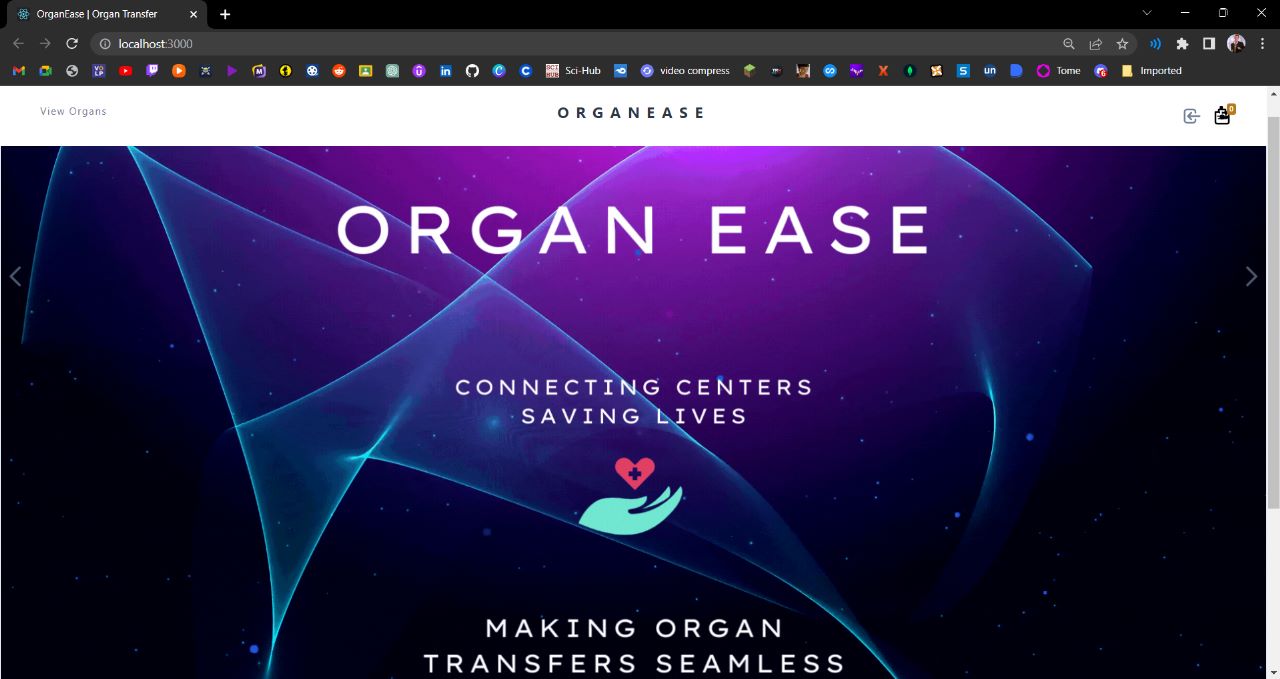 OrganEase | Organ Transfer
localhost:3000
Sci-Hub
video compress
Tome
Imported
View Organs
ORGANEASE
0
ORGAN EASE
CONNECTING CENTERS
SAVING LIVES
MAKING ORGAN
TRANSFERS SEAMLESS